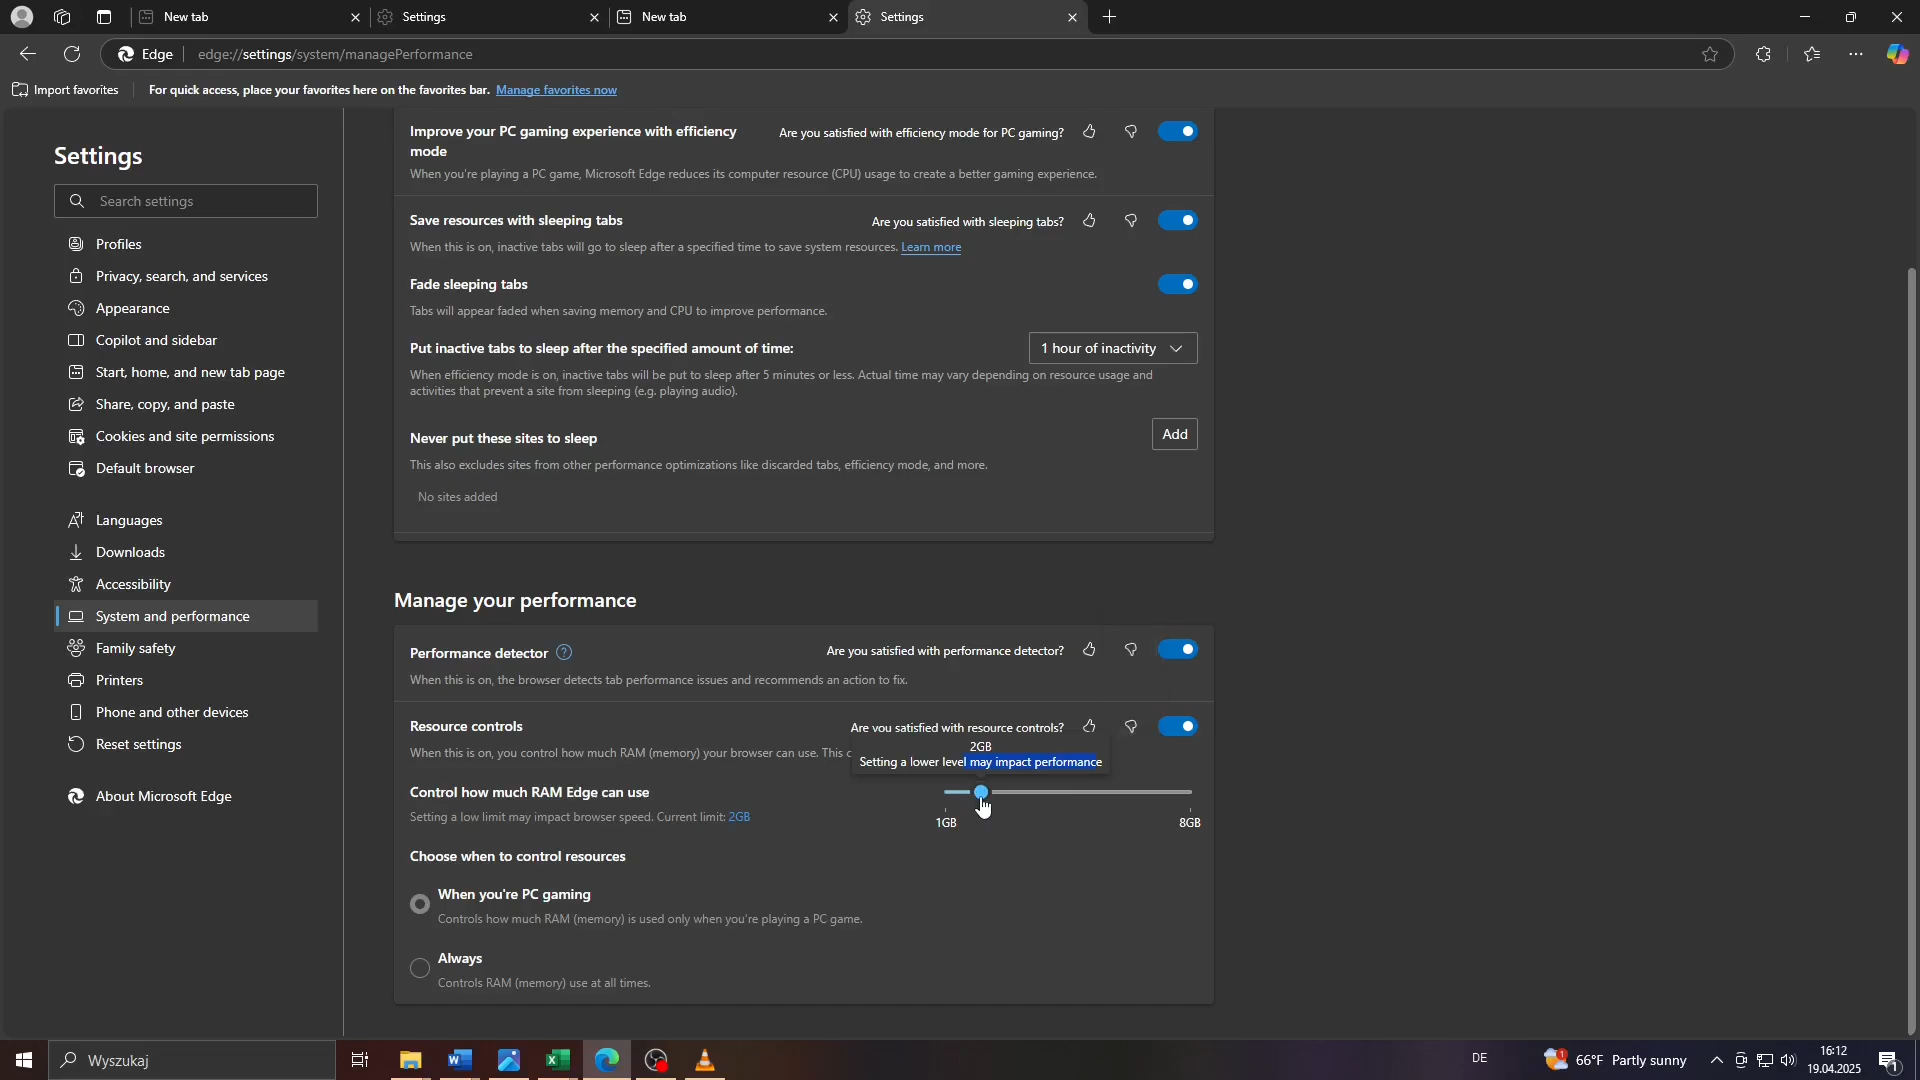 New tab
Settings
New tab
Settings
Edge
edge://settings/system/managePerformance
Import favorites
For quick access, place your favorites here on the favorites bar. Manage favorites now
Settings
Search settings
Profiles
Privacy, search, and services
Appearance
Copilot and sidebar
Start, home, and new tab page
Share, copy, and paste
Cookies and site permissions
Default browser
Languages
Downloads
Accessibility
System and performance
Family safety
Printers
Phone and other devices
Reset settings
About Microsoft Edge
Improve your PC gaming experience with efficiency
mode
Are you satisfied with efficiency mode for PC gaming?
When you're playing a PC game, Microsoft Edge reduces its computer resource (CPU) usage to create a better gaming experience.
Save resources with sleeping tabs
Are you satisfied with sleeping tabs?
When this is on, inactive tabs will go to sleep after a specified time to save system resources. Learn more
Fade sleeping tabs
Tabs will appear faded when saving memory and CPU to improve performance.
Put inactive tabs to sleep after the specified amount of time:
1 hour of inactivity
When efficiency mode is on, inactive tabs will be put to sleep after 5 minutes or less. Actual time may vary depending on resource usage and
activities that prevent a site from sleeping (e.g. playing audio).
Never put these sites to sleep
Add
This also excludes sites from other performance optimizations like discarded tabs, efficiency mode, and more.
No sites added
Manage your performance
Performance detector
Are you satisfied with performance detector?
When this is on, the browser detects tab performance issues and recommends an action to fix.
Resource controls
Are you satisfied with resource controls?
When this is on, you control how much RAM (memory) your browser can use. This c
2GB
Setting a lower level may impact performance
Control how much RAM Edge can use
Setting a low limit may impact browser speed. Current limit: 2GB
1GB
8GB
Choose when to control resources
When you're PC gaming
Controls how much RAM (memory) is used only when you're playing a PC game.
Always
Controls RAM (memory) use at all times.
Wyszukaj
DE
1
66°F Partly sunny
16:12
19.04.2025
1